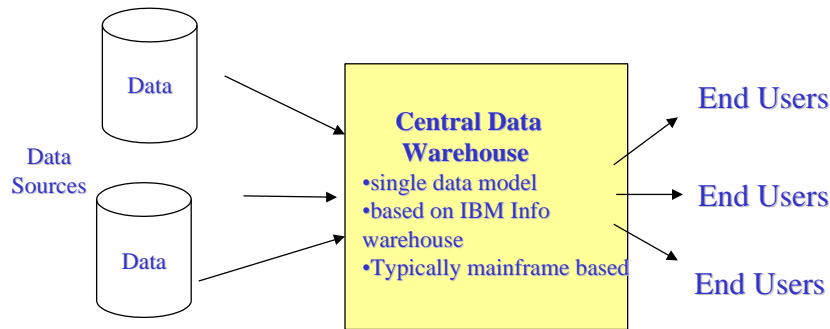 Data
Data
Sources
Data
Central Data
Warehouse
•single data model
•based on IBM Info
warehouse
•Typically mainframe based
End Users
End Users
End Users